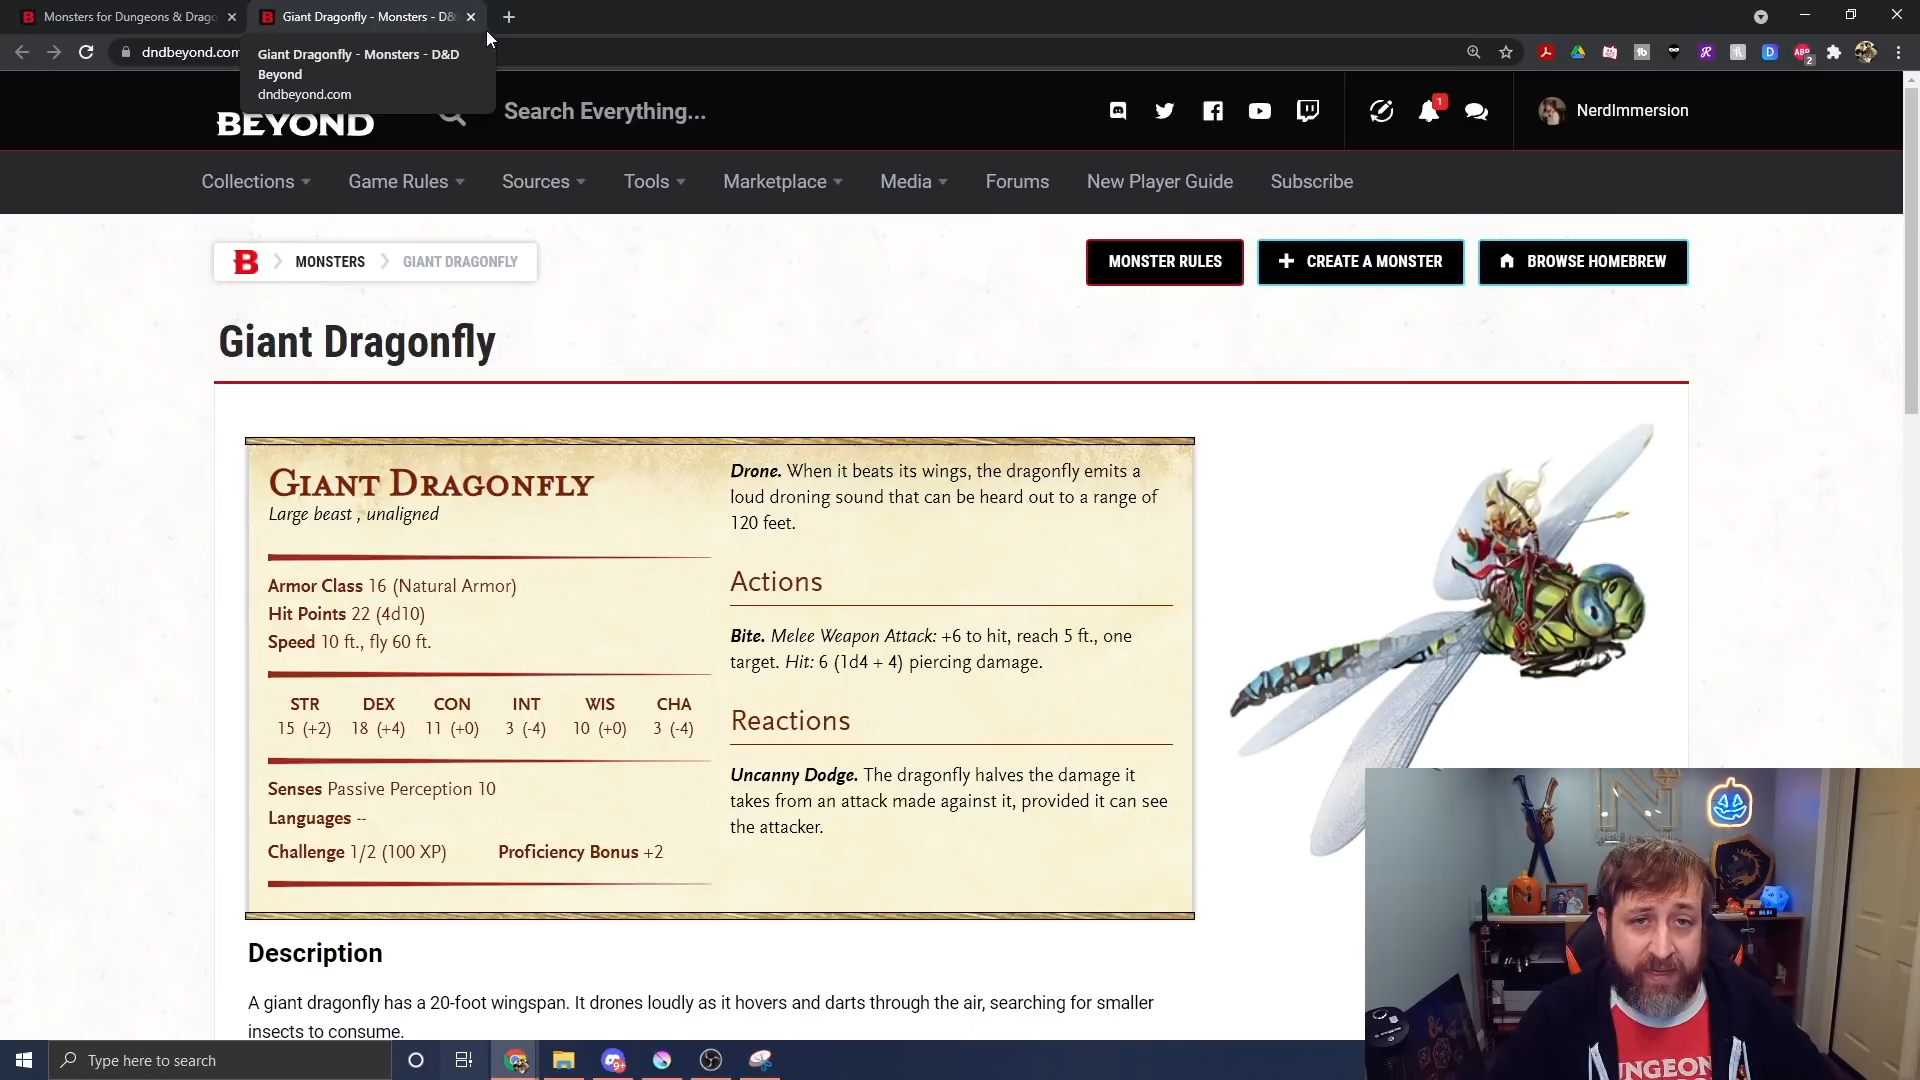 Monsters for Dungeons & Drago
Giant Dragonfly - Monsters - D&
dndbeyond.com
Giant Dragonfly - Monsters - D&D
Beyond
dndbeyond.com
BEYOND
Search Everything...
1
NerdImmersion
Collections
Game Rules
Sources
Tools
Marketplace
Media
Forums
New Player Guide
Subscribe
B
MONSTERS
GIANT DRAGONFLY
MONSTER RULES
CREATE A MONSTER
BROWSE HOMEBREW
Giant Dragonfly
GIANT DRAGONFLY
Large beast , unaligned
Armor Class 16 (Natural Armor)
Hit Points 22 (4d10)
Speed 10 ft., fly 60 ft.
STR DEX CON INT WIS CHA
15 (+2) 18 (+4) 11 (+0) 3 (-4) 10 (+0) 3 (-4)
Senses Passive Perception 10
Languages --
Challenge 1/2 (100 XP) Proficiency Bonus +2
Drone. When it beats its wings, the dragonfly emits a
loud droning sound that can be heard out to a range of
120 feet.
Actions
Bite. Melee Weapon Attack: +6 to hit, reach 5 ft., one
target. Hit: 6 (1d4 + 4) piercing damage.
Reactions
Uncanny Dodge. The dragonfly halves the damage it
takes from an attack made against it, provided it can see
the attacker.
Description
A giant dragonfly has a 20-foot wingspan. It drones loudly as it hovers and darts through the air, searching for smaller
insects to consume.
UNGEON
Type here to search
9+